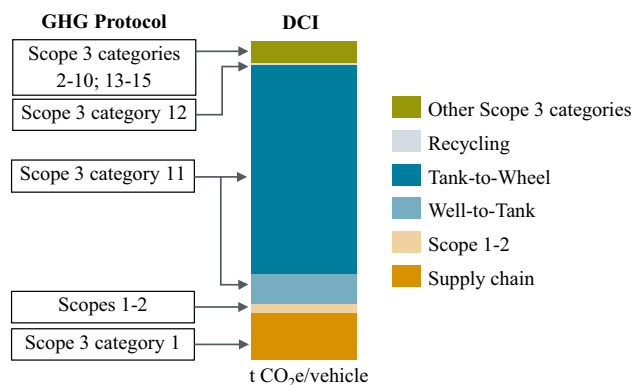 GHG Protocol
DCI
Scope 3 categories
2-10; 13-15
Scope 3 category 12
Scope 3 category 11
Scopes 1-2
Scope 3 category 1
Other Scope 3 categories
Recycling
Tank-to-Wheel
Well-to-Tank
Scope 1-2
Supply chain
t CO₂e/vehicle